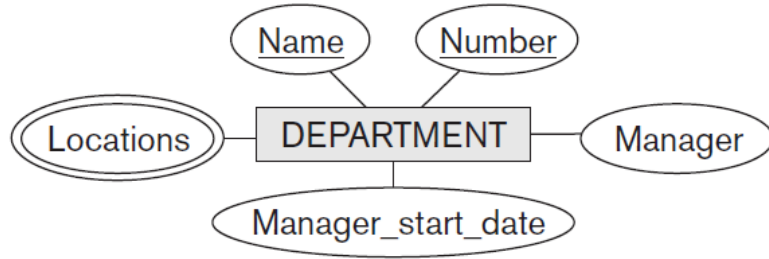 Name
Number
Locations
DEPARTMENT
Manager
Manager_start_date